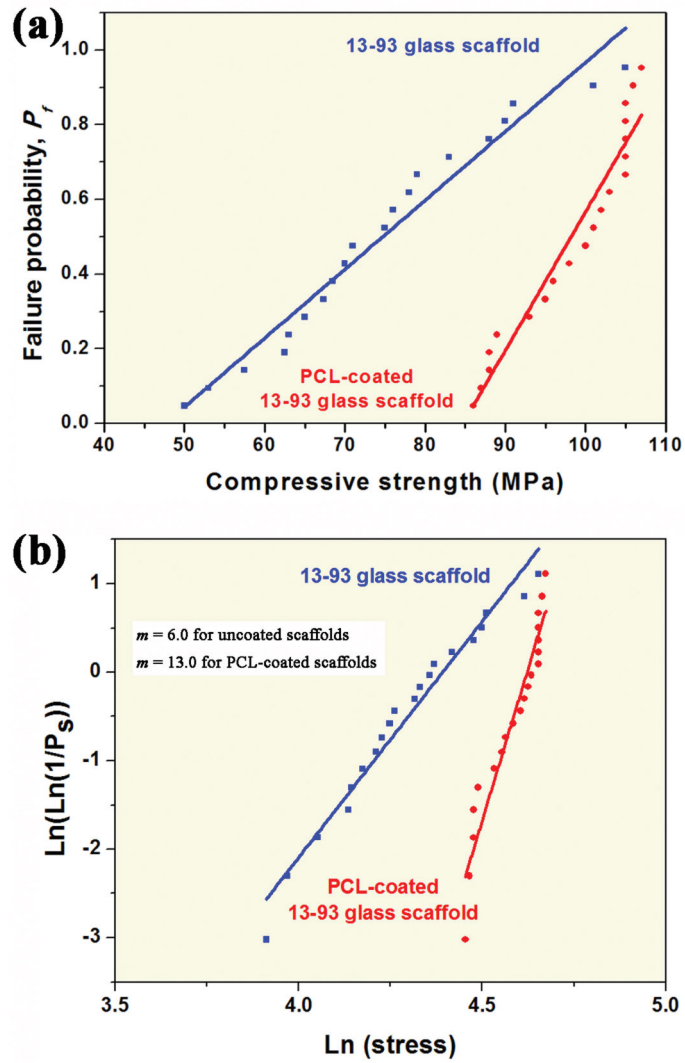 (a)
13-93 glass scaffold
1.0
0.8
0.6
0.4
0.2
0.0
Failure probability, P_f
PCL-coated
13-93 glass scaffold
40 50 60 70 80 90 100 110
Compressive strength (MPa)
(b)
13-93 glass scaffold
m = 6.0 for uncoated scaffolds
m = 13.0 for PCL-coated scaffolds
1
0
-1
-2
-3
Ln(Ln(1/P_S))
PCL-coated
13-93 glass scaffold
3.5 4.0 4.5 5.0
Ln (stress)